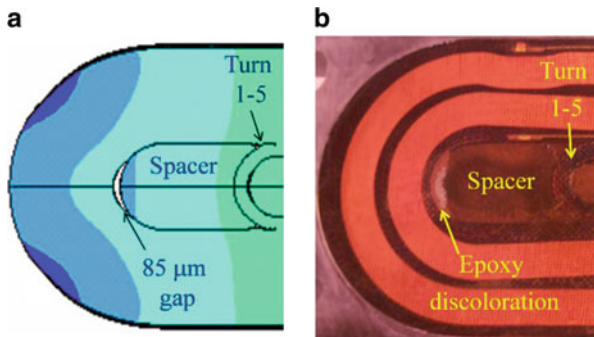 a
Turn
1-5
Spacer
85 μm
gap
b
Turn
1-5
Spacer
Epoxy
discoloration